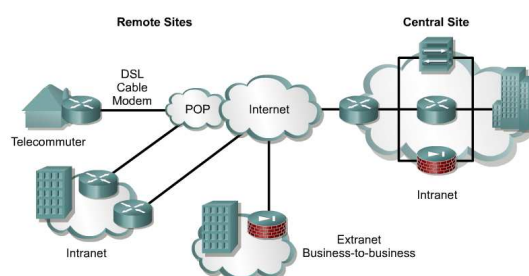 Remote Sites
Central Site
DSL
Cable
Modem
POP
Internet
Telecommuter
Intranet
Intranet
Extranet
Business-to-business